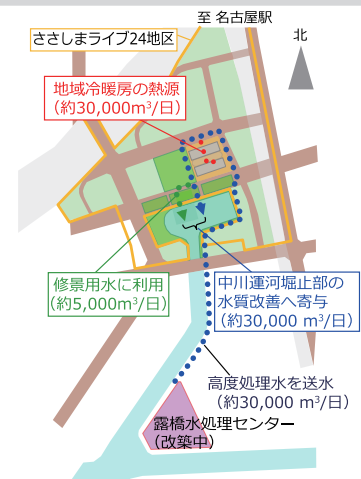 至 名古屋駅
ささしまライブ24地区
北
地域冷暖房の熱源
(約30,000m³/日)
修景用水に利用
(約5,000m³/日)
中川運河堀止部の
水質改善へ寄与
(約30,000 m³/日)
高度処理水を送水
(約30,000 m³/日)
露橋水処理センター
(改築中)